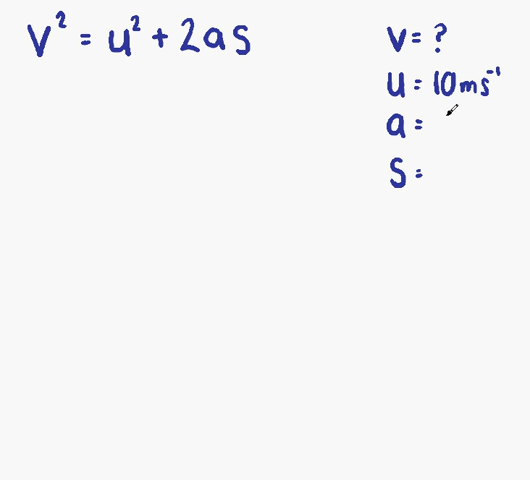 v² = u² + 2as
v = ?
u = 10ms⁻¹
a =
s =